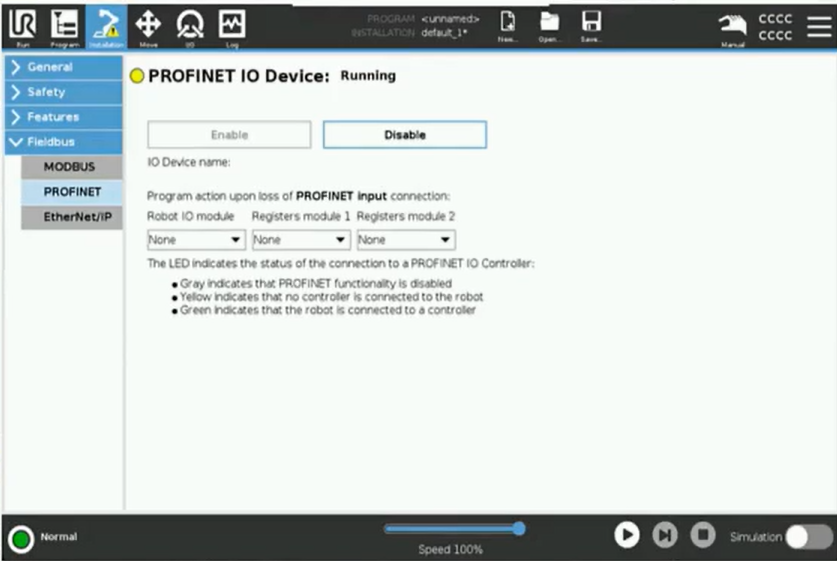 UR
PROGRAM <unnamed>
INSTALLATION default_1*
CCCC
CCCC
Run Program Installation Move I/O Log New... Open... Save... Manual
General
Safety
Features
Fieldbus
MODBUS
PROFINET
EtherNet/IP
PROFINET IO Device: Running
Enable Disable
IO Device name:
Program action upon loss of PROFINET input connection:
Robot IO module Registers module 1 Registers module 2
None None None
The LED indicates the status of the connection to a PROFINET IO Controller:
Gray indicates that PROFINET functionality is disabled
Yellow indicates that no controller is connected to the robot
Green indicates that the robot is connected to a controller
Normal
Speed 100%
Simulation